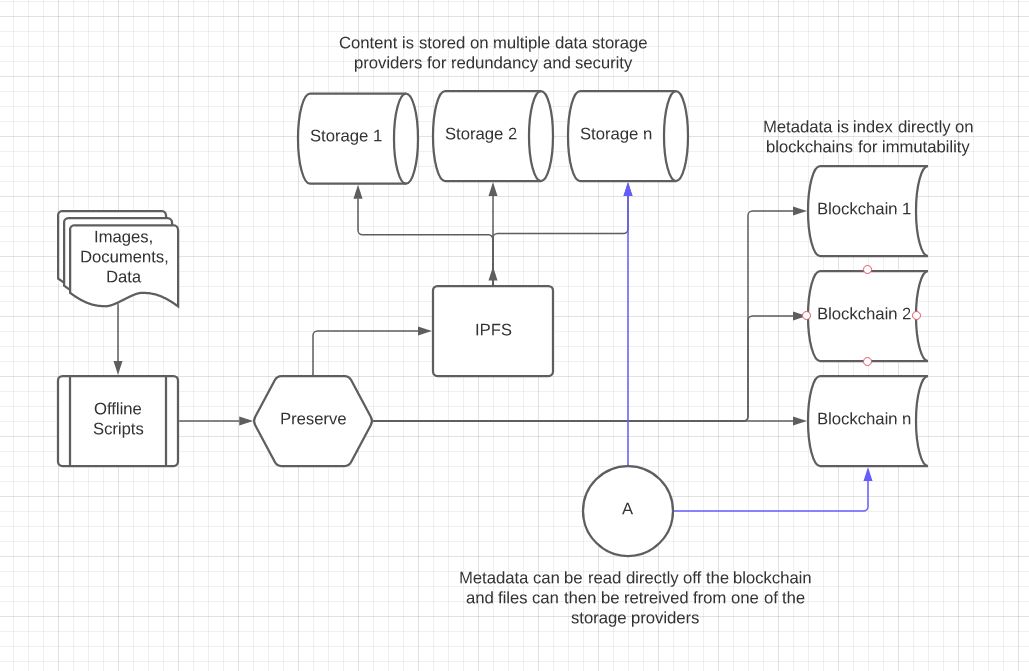 Content is stored on multiple data storage
providers for redundancy and security
Storage 1
Storage 2
Storage n
Metadata is index directly on
blockchains for immutability
Blockchain 1
Images,
Documents,
Data
Blockchain 2
IPFS
Offline
Scripts
Preserve
Blockchain n
A
Metadata can be read directly off the blockchain
and files can then be retreived from one of the
storage providers